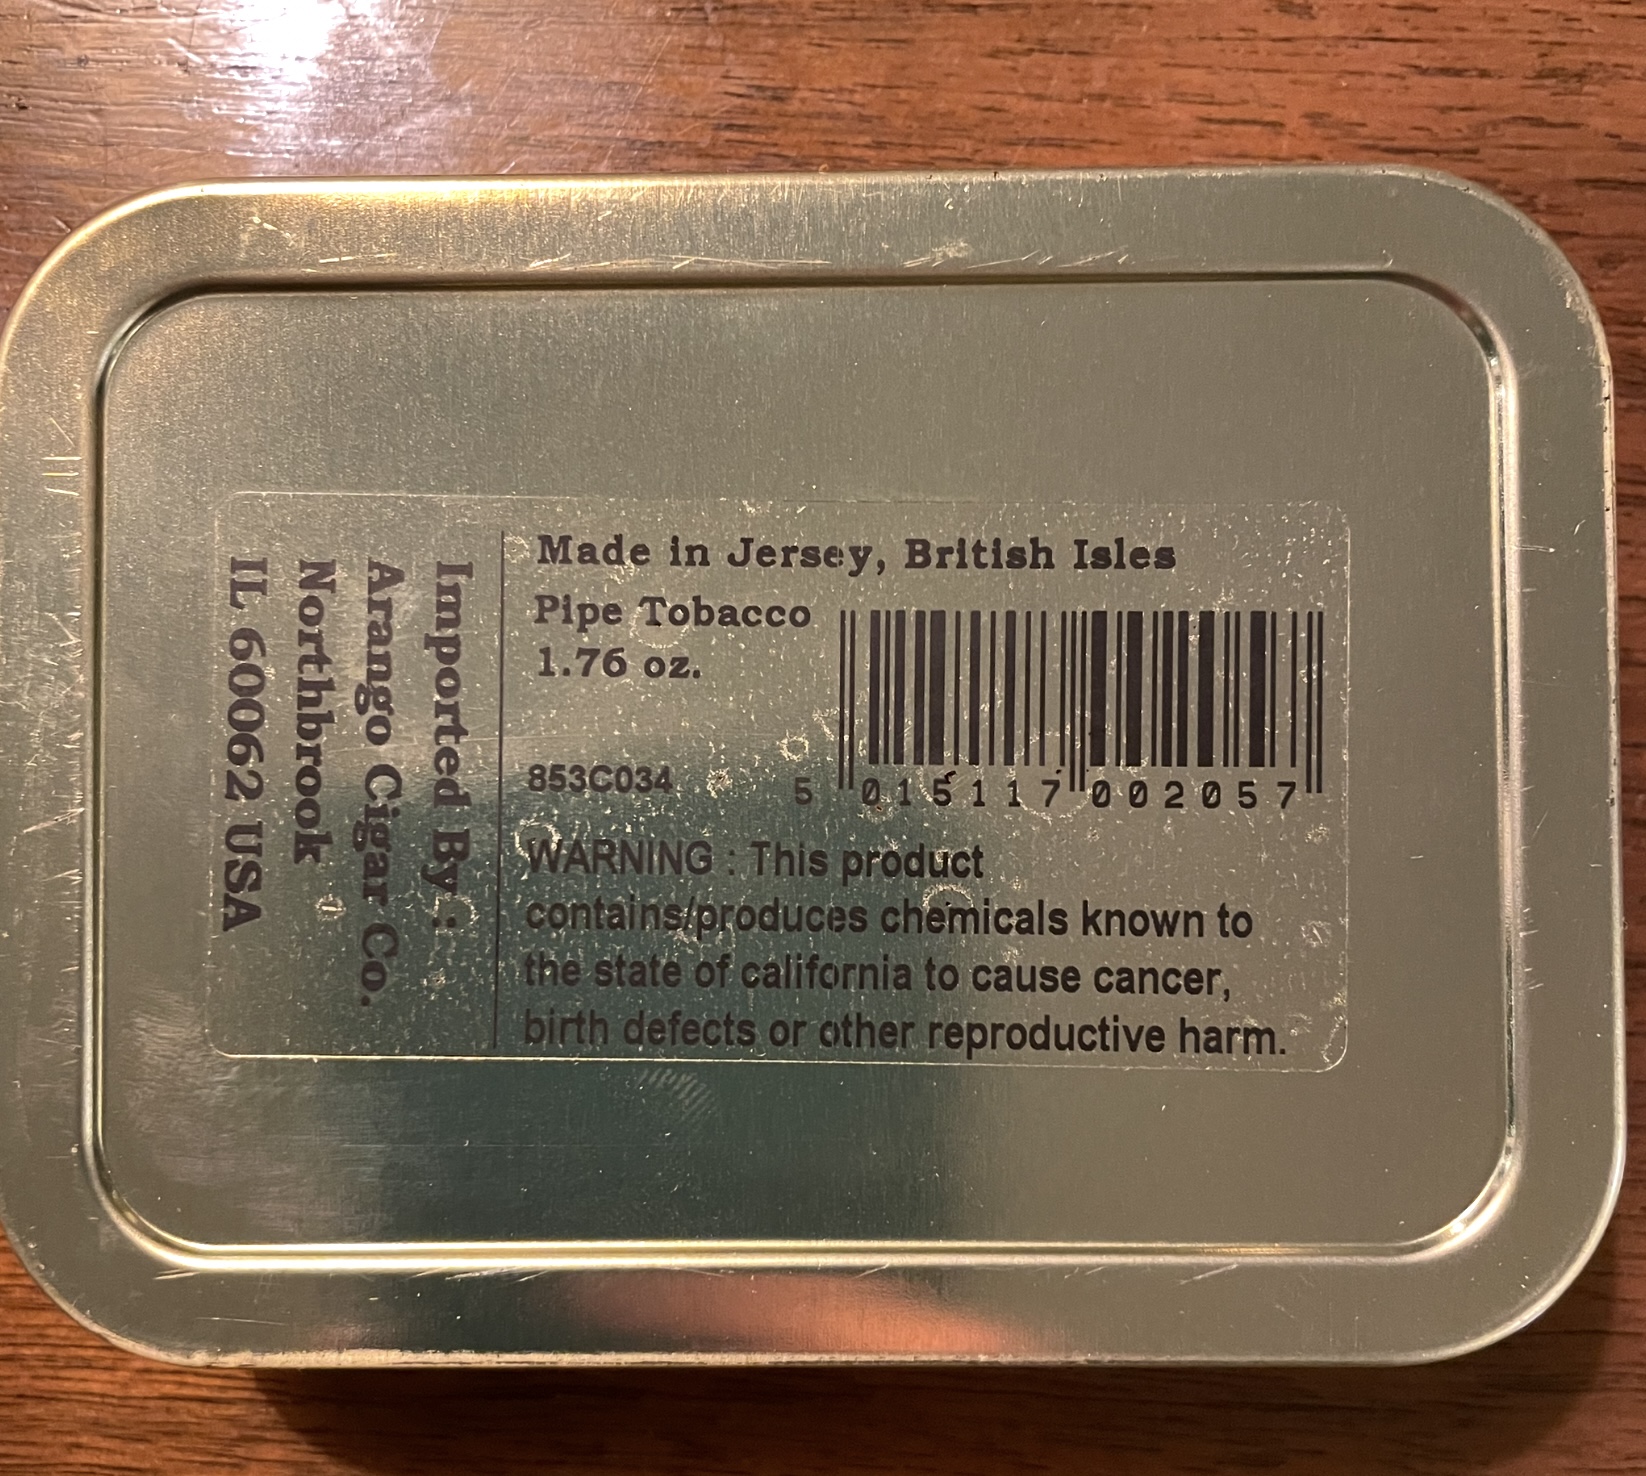 Made in Jersey, British Isles
Pipe Tobacco
1.76 oz.
853C034
5 015117 002057
WARNING : This product
contains/produces chemicals known to
the state of california to cause cancer,
birth defects or other reproductive harm.
Imported By :
Arango Cigar Co.
Northbrook
IL 60062 USA